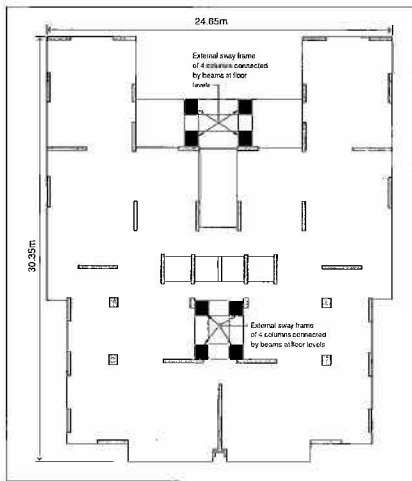 24.65m
External sway frame
of 4 columns connected
by beams at floor
levels
30.35m
External sway frame
of 4 columns connected
by beams at floor levels